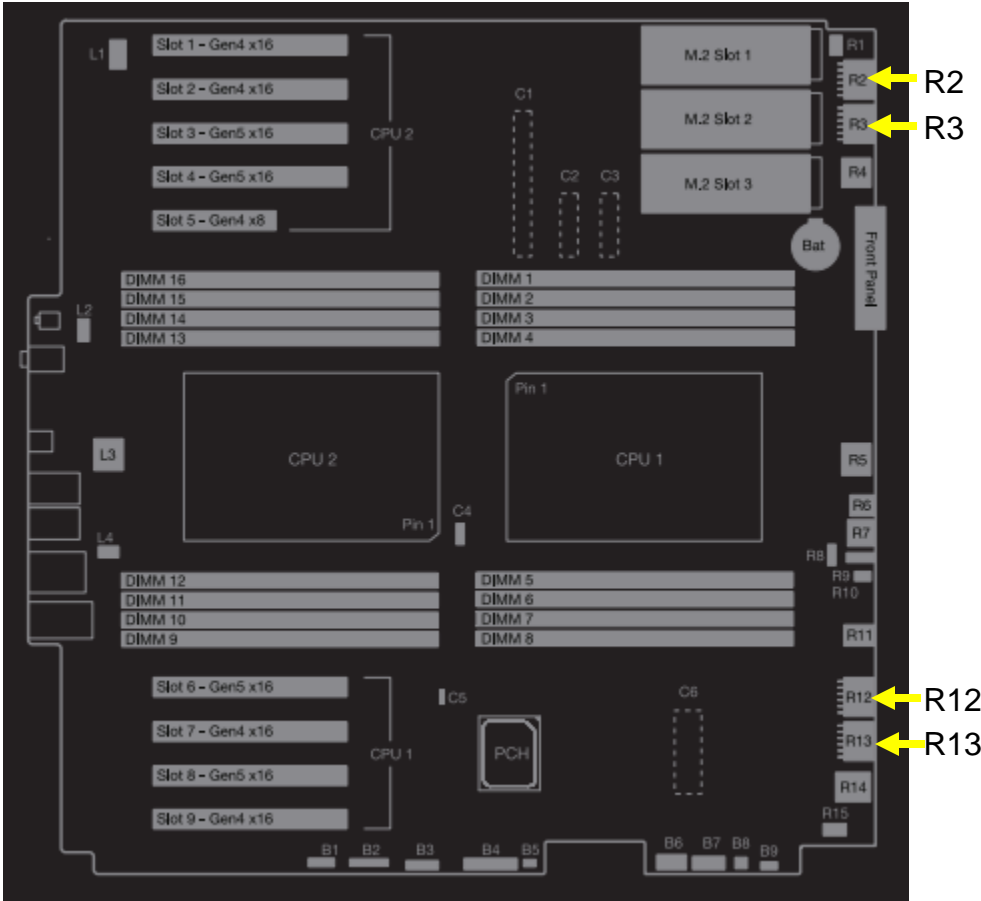 L1
Slot 1 - Gen4 x16
Slot 2 - Gen4 x16
Slot 3 - Gen5 x16
Slot 4 - Gen5 x16
Slot 5 - Gen4 x8
CPU 2
C1
C2
C3
M.2 Slot 1
M.2 Slot 2
M.2 Slot 3
R1
R2
R2
R3
R3
R4
Bat
Front Panel
L2
DIMM 16
DIMM 15
DIMM 14
DIMM 13
DIMM 1
DIMM 2
DIMM 3
DIMM 4
L3
CPU 2
Pin 1
Pin 1
CPU 1
C4
L4
R5
R6
R7
R8
R9
R10
R11
DIMM 12
DIMM 11
DIMM 10
DIMM 9
DIMM 5
DIMM 6
DIMM 7
DIMM 8
Slot 6 - Gen5 x16
Slot 7 - Gen4 x16
Slot 8 - Gen5 x16
Slot 9 - Gen4 x16
CPU 1
C5
PCH
C6
R12
R12
R13
R13
R14
R15
B1
B2
B3
B4
B5
B6
B7
B8
B9